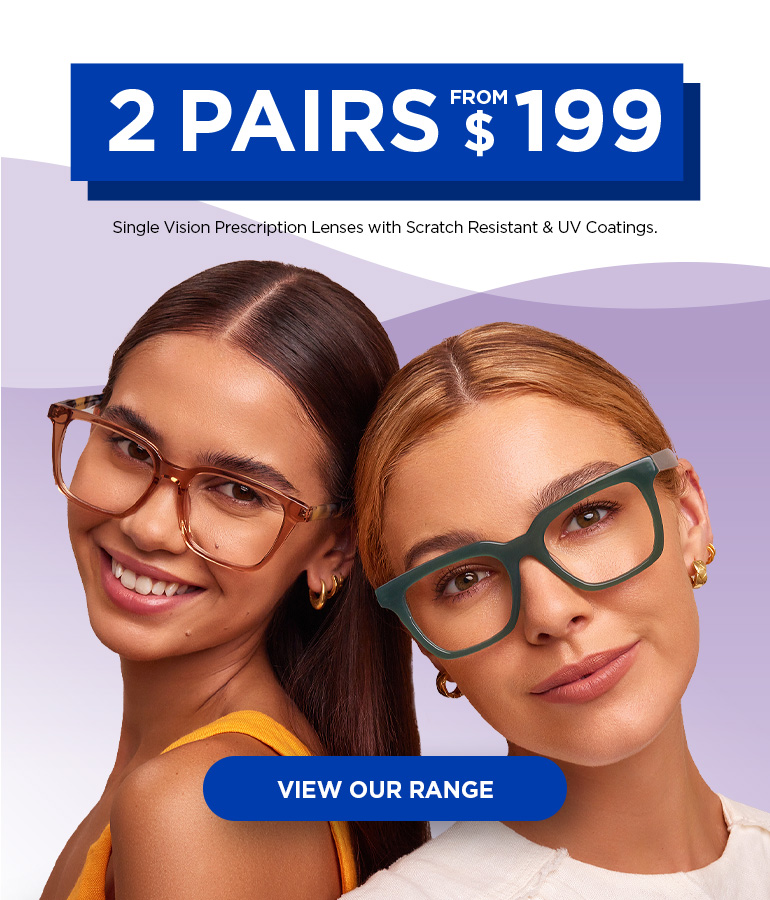 2 PAIRS FROM $199
Single Vision Prescription Lenses with Scratch Resistant & UV Coatings.
VIEW OUR RANGE